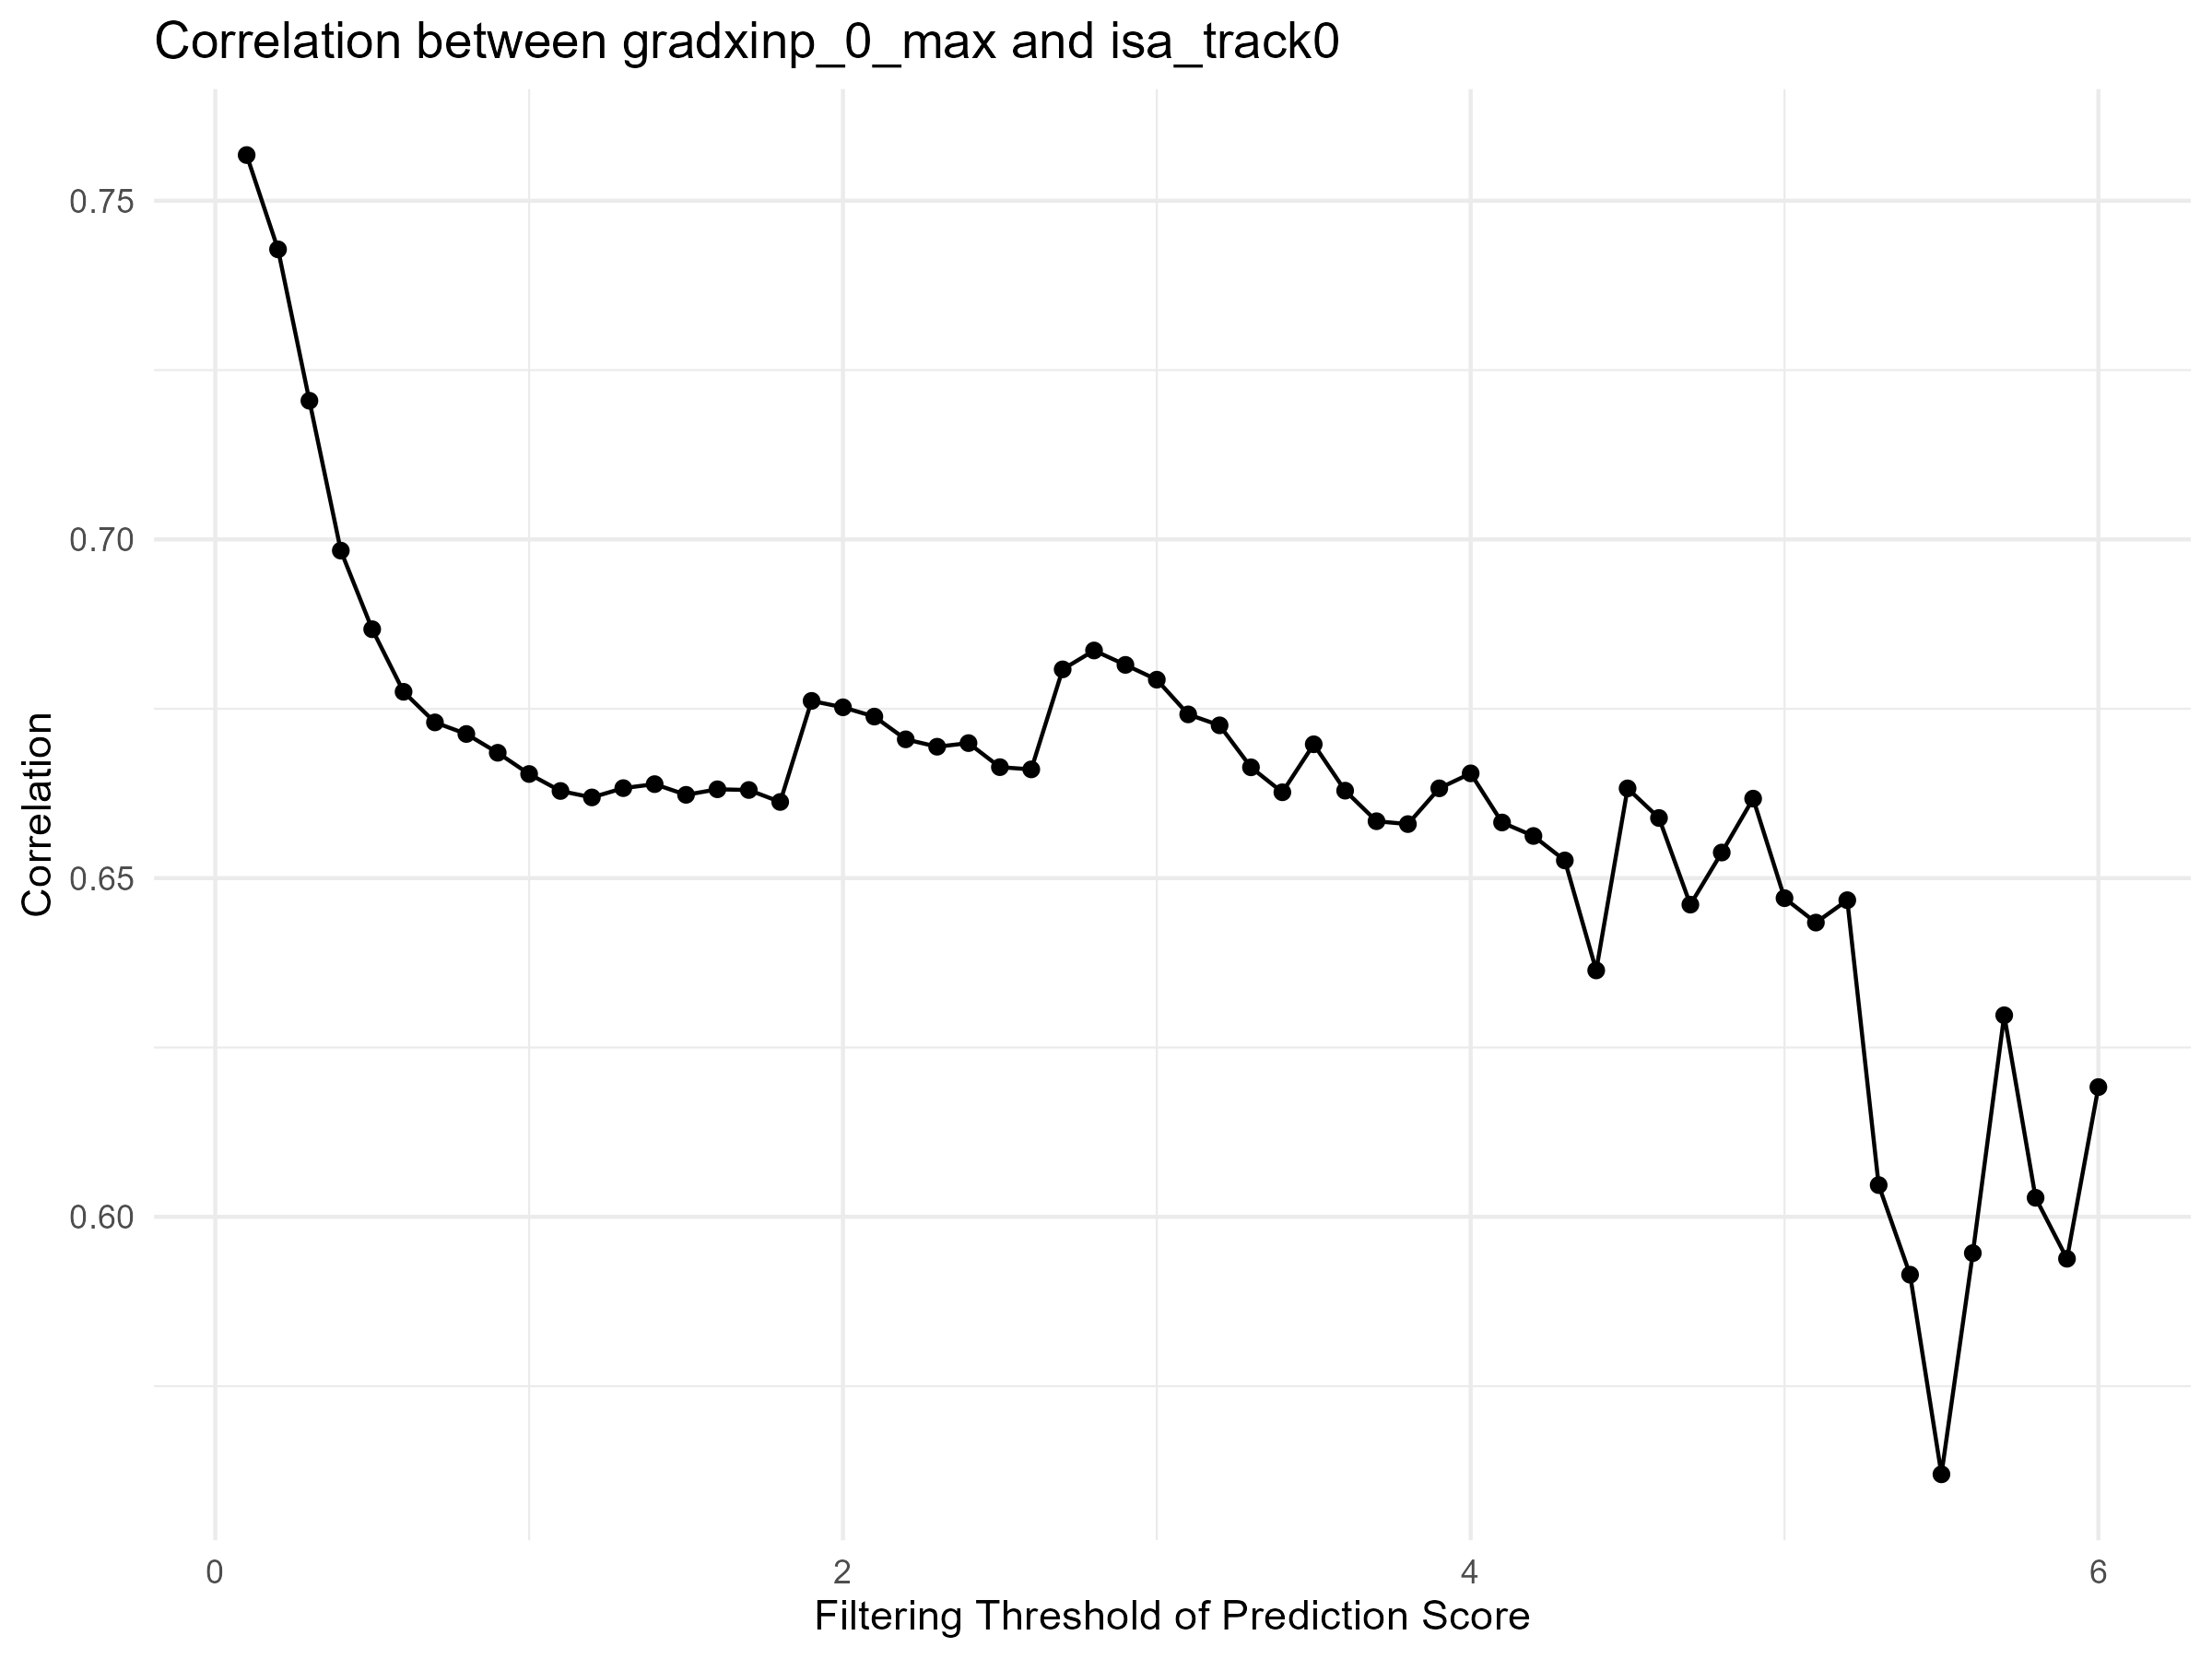 Correlation between gradxinp_0_max and isa_track0
Correlation
0.75
0.70
0.65
0.60
0
2
4
6
Filtering Threshold of Prediction Score